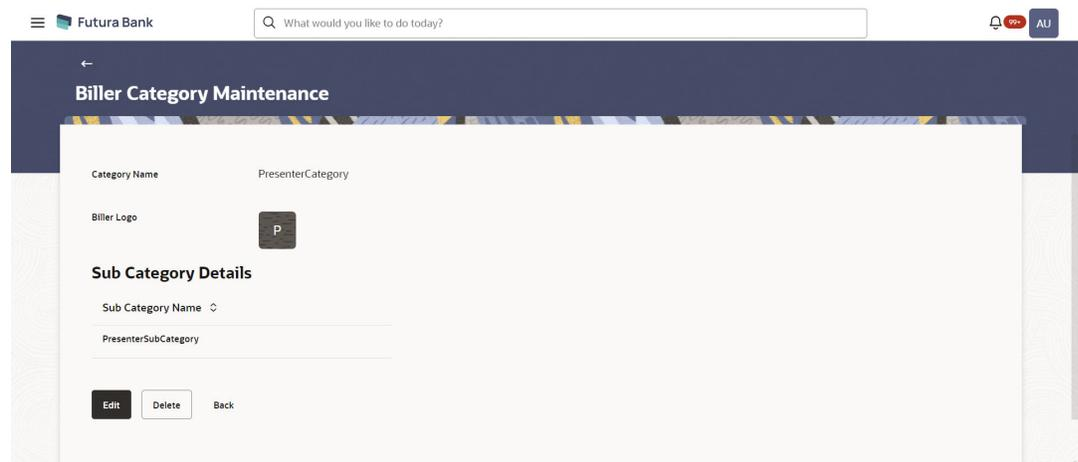 Futura Bank
What would you like to do today?
99+
AU
Biller Category Maintenance
Category Name PresenterCategory
Biller Logo
P
Sub Category Details
Sub Category Name
PresenterSubCategory
Edit Delete Back